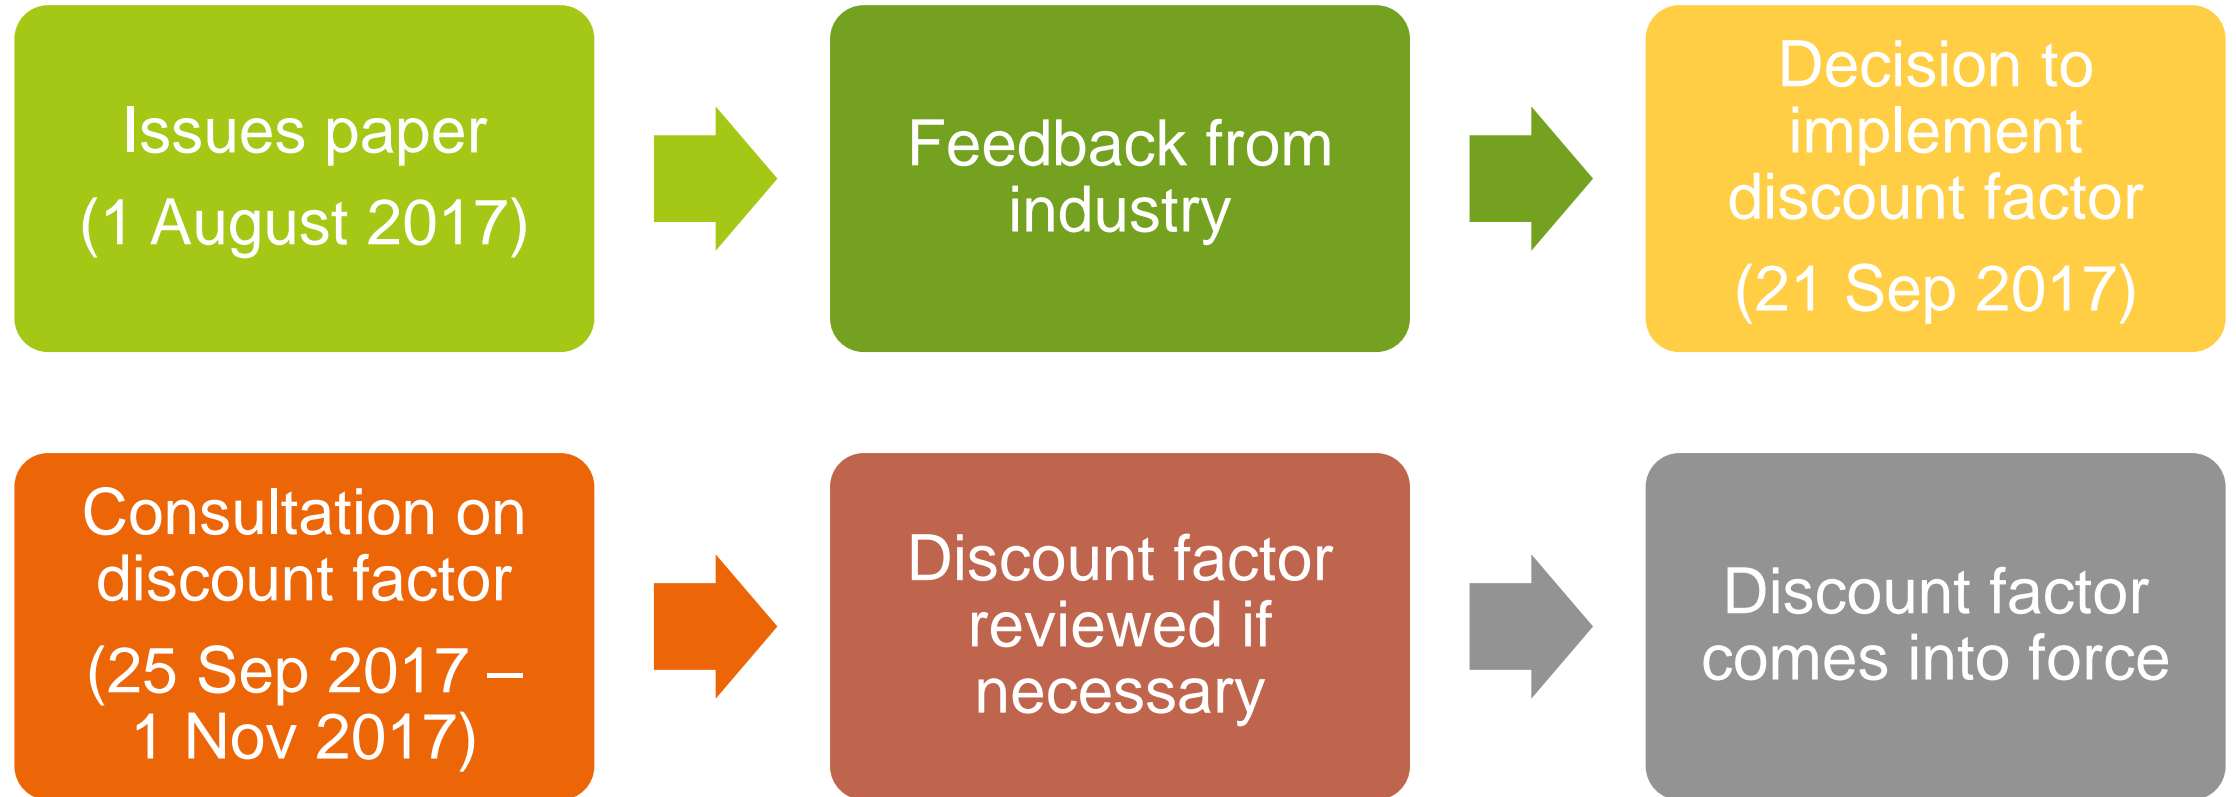 Issues paper
(1 August 2017)
Feedback from
industry
Decision to
implement
discount factor
(21 Sep 2017)
Consultation on
discount factor
(25 Sep 2017 –
1 Nov 2017)
Discount factor
reviewed if
necessary
Discount factor
comes into force